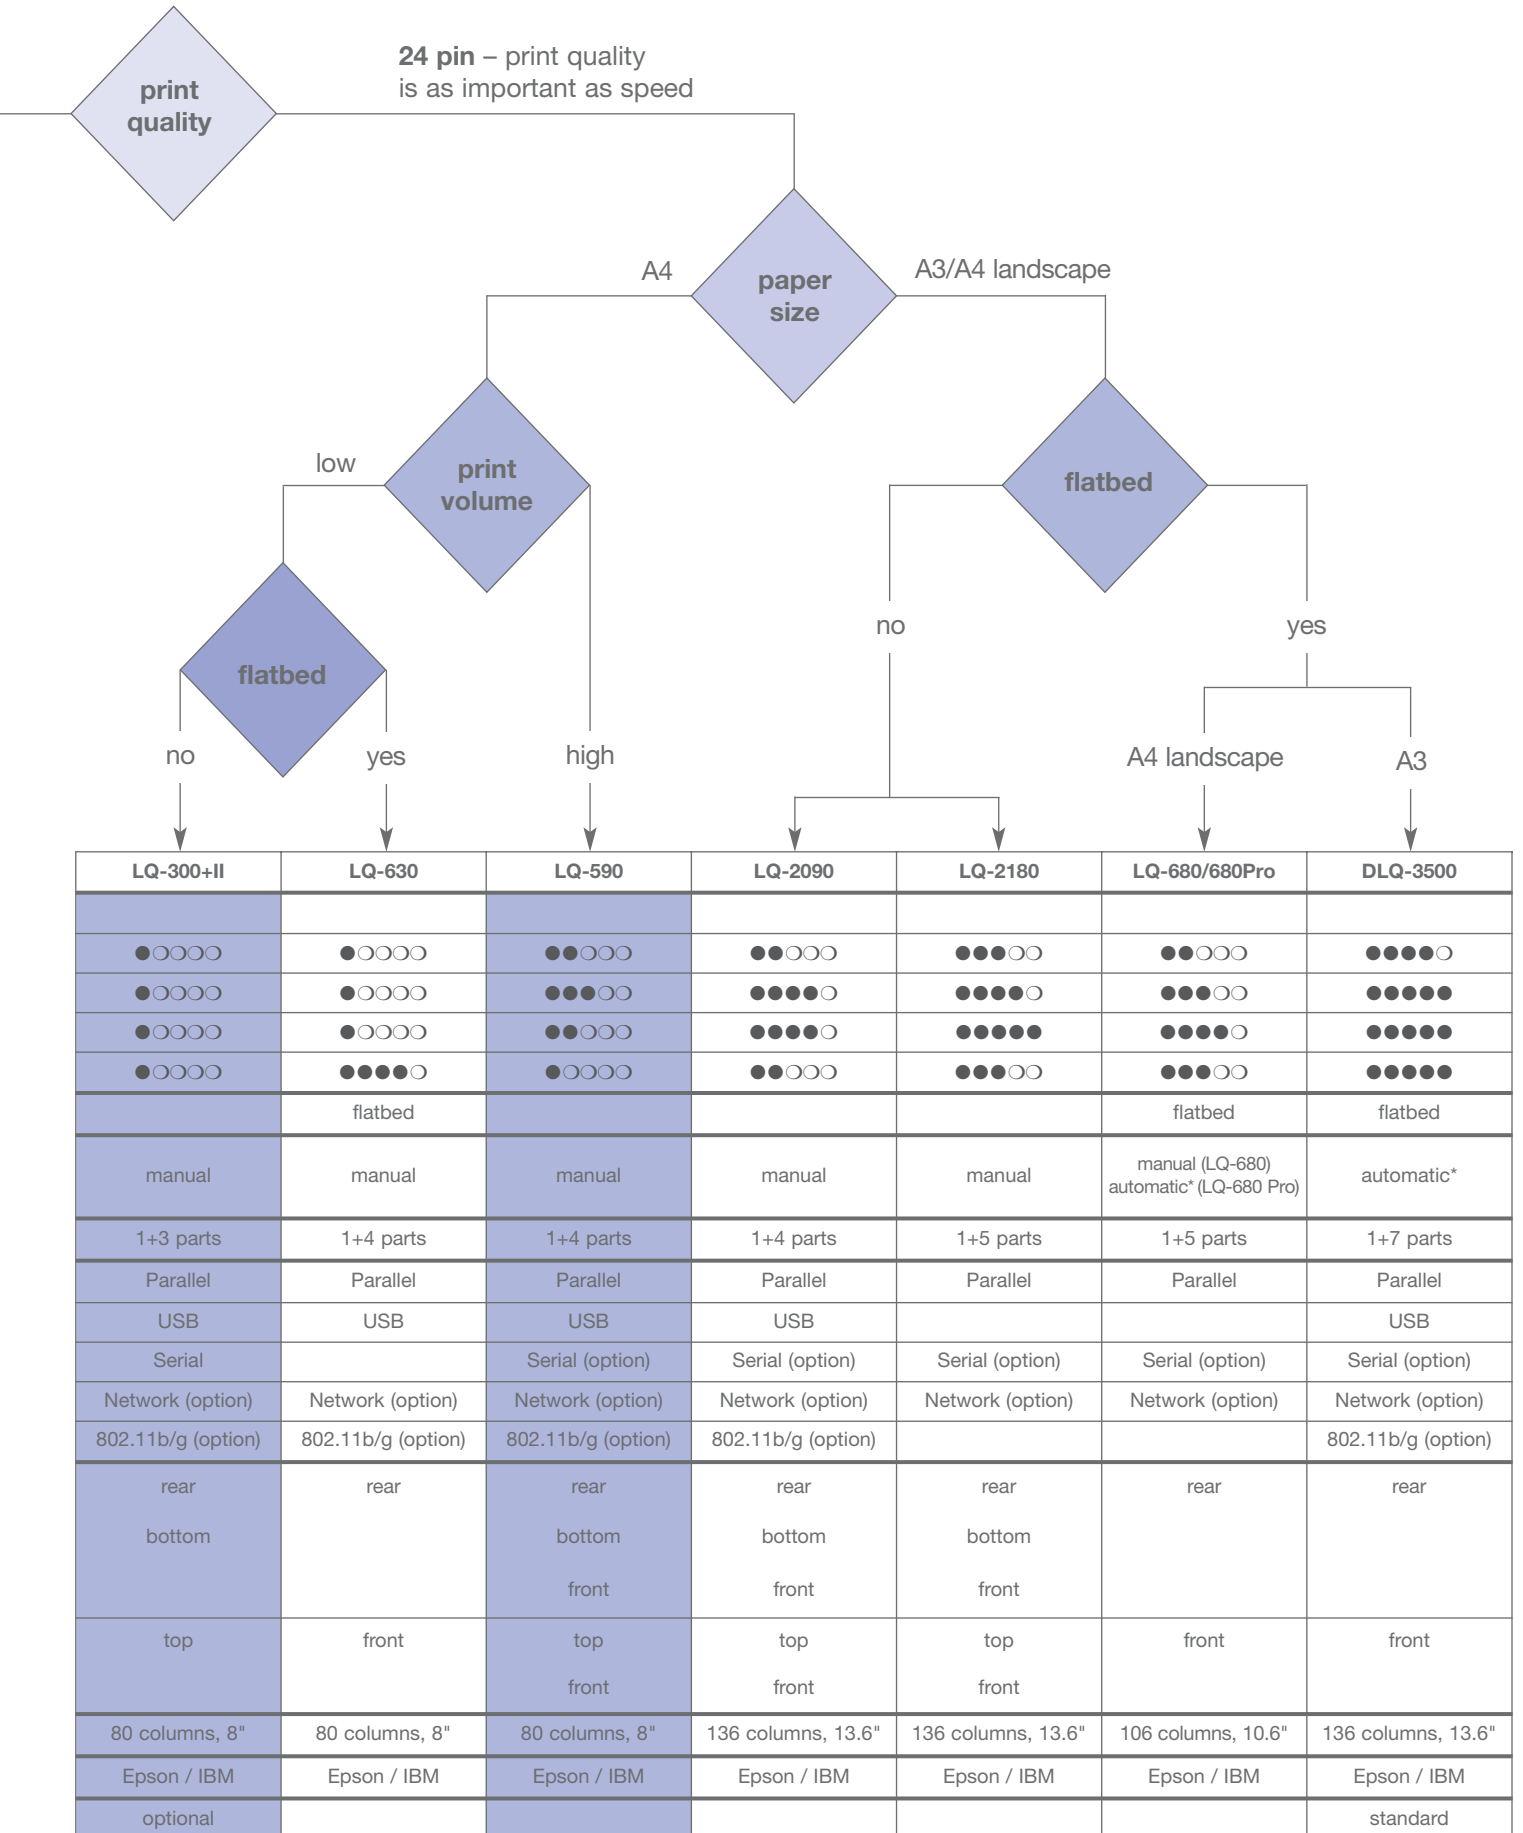 print
quality
24 pin – print quality
is as important as speed
A4
paper
size
A3/A4 landscape
low
print
volume
flatbed
flatbed
no
yes
high
no
yes
A4 landscape
A3
LQ-300+II LQ-630 LQ-590 LQ-2090 LQ-2180 LQ-680/680Pro DLQ-3500
●❍❍❍❍ ●❍❍❍❍ ●●❍❍❍ ●●❍❍❍ ●●●❍❍ ●●❍❍❍ ●●●●❍
●❍❍❍❍ ●❍❍❍❍ ●●●❍❍ ●●●●❍ ●●●●❍ ●●●❍❍ ●●●●●
●❍❍❍❍ ●❍❍❍❍ ●●❍❍❍ ●●●●❍ ●●●●● ●●●●❍ ●●●●●
●❍❍❍❍ ●●●●❍ ●❍❍❍❍ ●●❍❍❍ ●●●❍❍ ●●●❍❍ ●●●●●
flatbed flatbed flatbed
manual manual manual manual manual manual (LQ-680) automatic*
automatic* (LQ-680 Pro)
1+3 parts 1+4 parts 1+4 parts 1+4 parts 1+5 parts 1+5 parts 1+7 parts
Parallel Parallel Parallel Parallel Parallel Parallel Parallel
USB USB USB USB USB
Serial Serial (option) Serial (option) Serial (option) Serial (option) Serial (option)
Network (option) Network (option) Network (option) Network (option) Network (option) Network (option) Network (option)
802.11b/g (option) 802.11b/g (option) 802.11b/g (option) 802.11b/g (option) 802.11b/g (option)
rear rear rear rear rear rear rear
bottom bottom bottom bottom
front front front
top front top top top front front
front front front
80 columns, 8" 80 columns, 8" 80 columns, 8" 136 columns, 13.6" 136 columns, 13.6" 106 columns, 10.6" 136 columns, 13.6"
Epson / IBM Epson / IBM Epson / IBM Epson / IBM Epson / IBM Epson / IBM Epson / IBM
optional standard